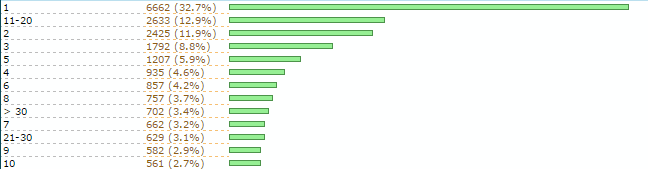 1 6662 (32.7%)
11-20 2633 (12.9%)
2 2425 (11.9%)
3 1792 (8.8%)
5 1207 (5.9%)
4 935 (4.6%)
6 857 (4.2%)
8 757 (3.7%)
> 30 702 (3.4%)
7 662 (3.2%)
21-30 629 (3.1%)
9 582 (2.9%)
10 561 (2.7%)